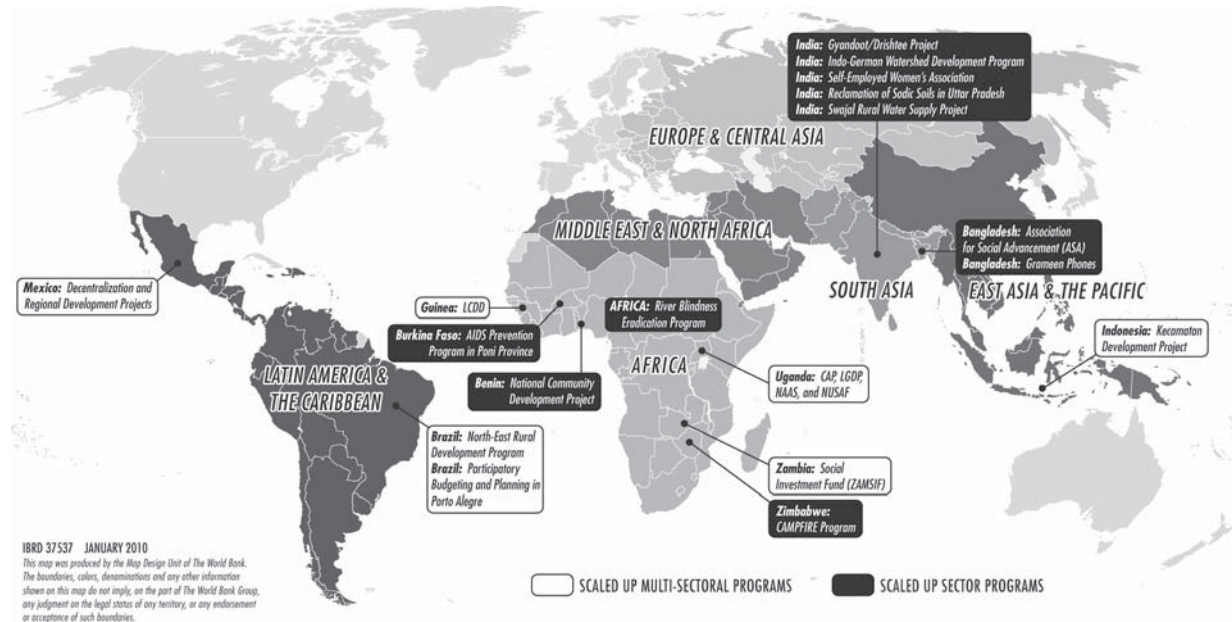 India: Gyandoot/Drishtee Project
India: Indo-German Watershed Development Program
India: Self-Employed Women's Association
India: Reclamation of Sodic Soils in Uttar Pradesh
India: Swajal Rural Water Supply Project
EUROPE & CENTRAL ASIA
MIDDLE EAST & NORTH AFRICA
Bangladesh: Association
for Social Advancement (ASA)
Bangladesh: Grameen Phones
SOUTH ASIA
EAST ASIA & THE PACIFIC
Mexico: Decentralization and
Regional Development Projects
Guinea: LCDD
AFRICA: River Blindness
Eradication Program
Burkina Faso: AIDS Prevention
Program in Poni Province
Indonesia: Kecamatan
Development Project
AFRICA
LATIN AMERICA &
THE CARIBBEAN
Benin: National Community
Development Project
Uganda: CAP, LGDP,
NAAS, and NUSAF
Brazil: North-East Rural
Development Program
Brazil: Participatory
Budgeting and Planning in
Porto Alegre
Zambia: Social
Investment Fund (ZAMSIF)
Zimbabwe:
CAMPFIRE Program
IBRD 37537 JANUARY 2010
This map was produced by the Map Design Unit of The World Bank.
The boundaries, colors, denominations and any other information
shown on this map do not imply, on the part of The World Bank Group,
any judgment on the legal status of any territory, or any endorsement
or acceptance of such boundaries.
SCALED UP MULTI-SECTORAL PROGRAMS
SCALED UP SECTOR PROGRAMS